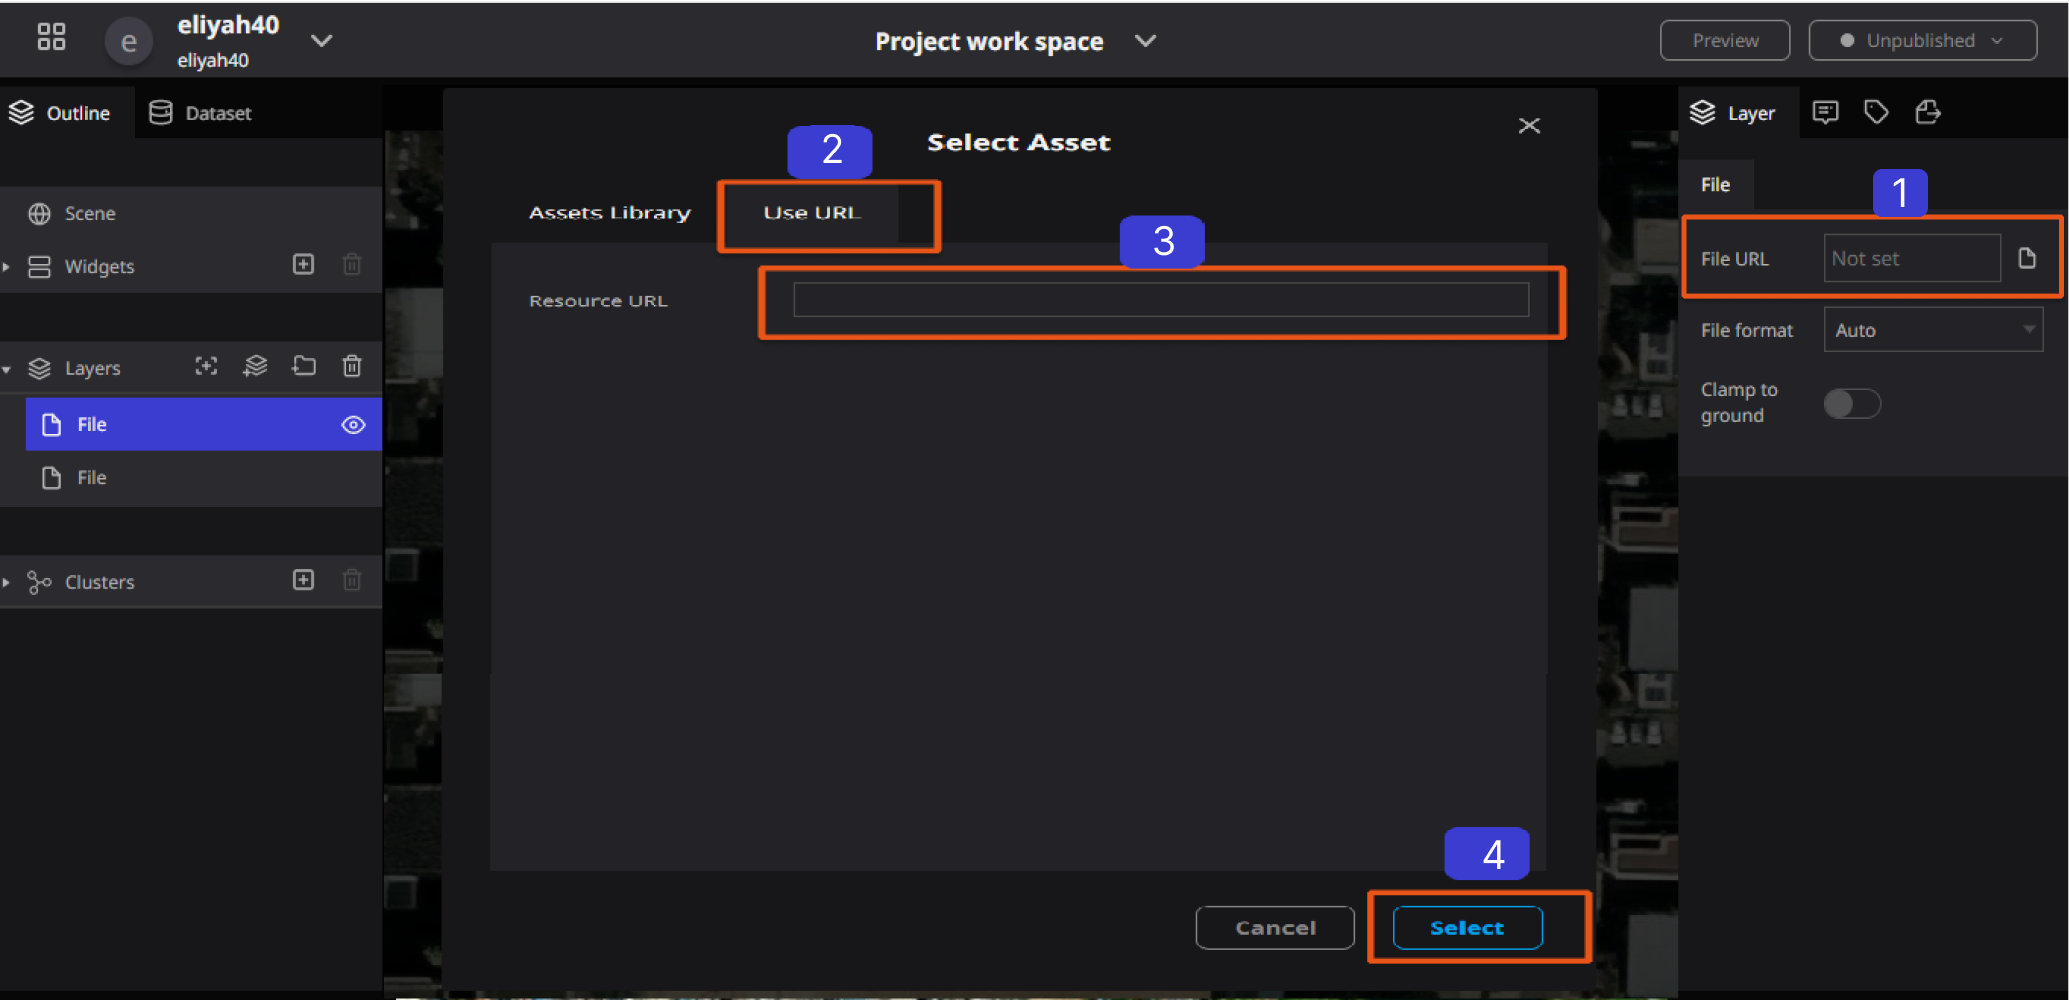 eliyah40
eliyah40
e
Project work space
Preview
Unpublished
Outline
Dataset
Scene
Widgets
Layers
File
File
Clusters
Select Asset
2
Assets Library
Use URL
3
Resource URL
4
Cancel
Select
Layer
File
1
File URL
Not set
File format
Auto
Clamp to
ground